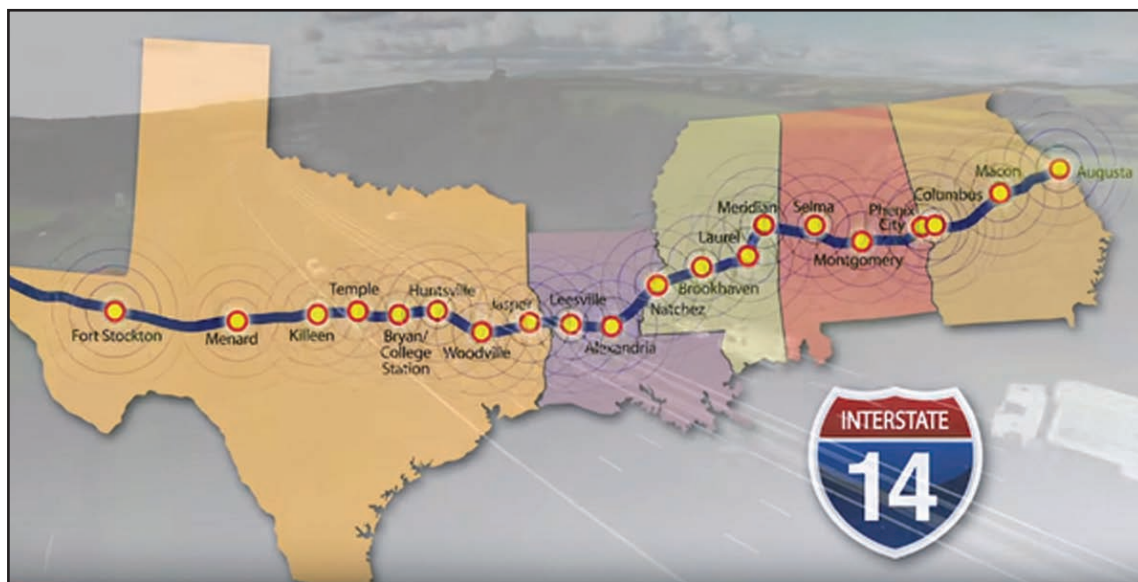 Fort Stockton
Menard
Killeen
Temple
Bryan/
College
Station
Huntsville
Woodville
Jasper
Leesville
Alexandria
Natchez
Brookhaven
Laurel
Meridian
Selma
Montgomery
Phenix
City
Columbus
Macon
Augusta
INTERSTATE
14